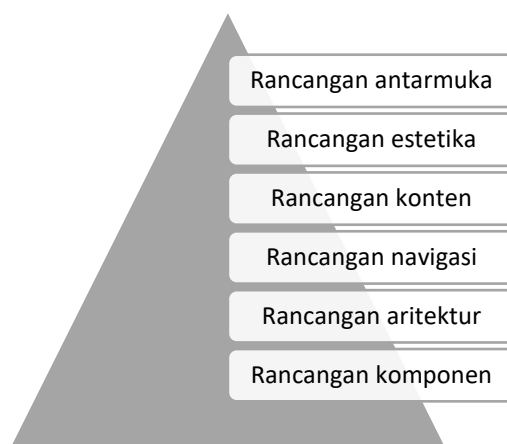 Rancangan antarmuka
Rancangan estetika
Rancangan konten
Rancangan navigasi
Rancangan aritektur
Rancangan komponen